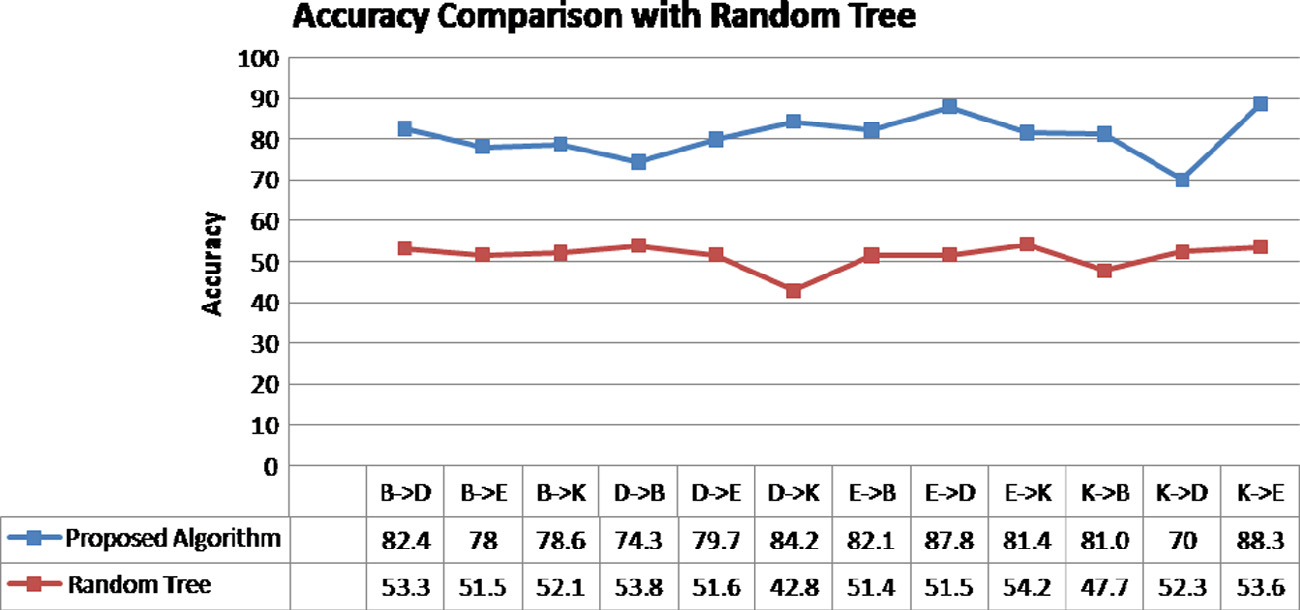 Accuracy Comparison with Random Tree
100
90
80
70
60
50
40
30
20
10
0
Accuracy
B->D B->E B->K D->B D->E D->K E->B E->D E->K K->B K->D K->E
Proposed Algorithm 82.4 78 78.6 74.3 79.7 84.2 82.1 87.8 81.4 81.0 70 88.3
Random Tree 53.3 51.5 52.1 53.8 51.6 42.8 51.4 51.5 54.2 47.7 52.3 53.6